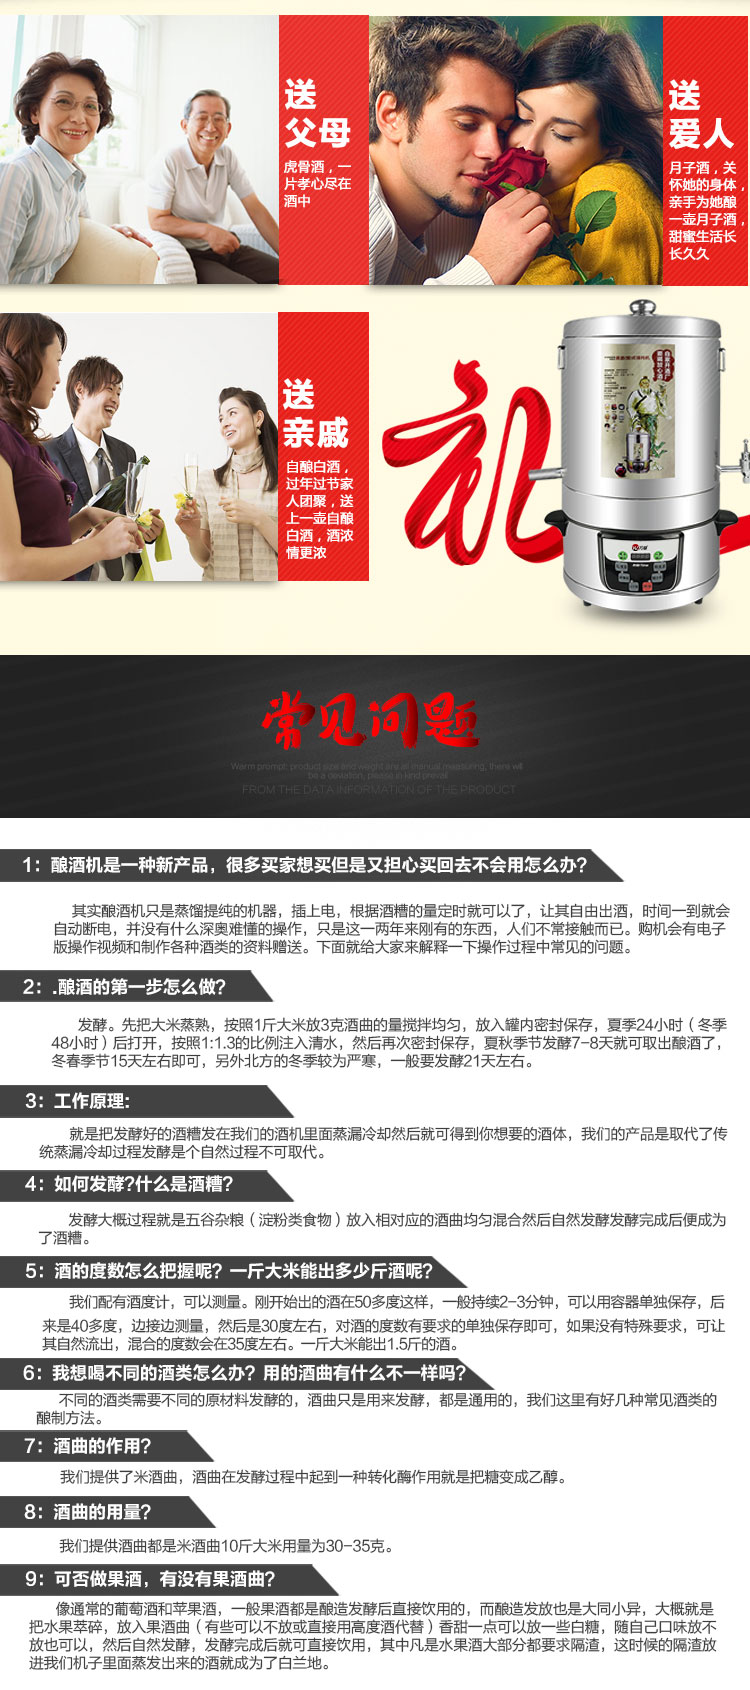 送
父母
虎骨酒，一
片孝心尽在
酒中
送
爱人
月子酒，关
怀她的身体，
亲手为她酿
一壶月子酒，
甜蜜生活长
长久久
送
亲戚
自酿白酒，
过年过节家
人团聚，送
上一壶自酿
白酒，酒浓
情更浓
礼
常见问题
Warm prompt: product size and weight are all manual measuring, there will
be a deviation, please in kind prevail
FROM THE DATA INFORMATION OF THE PRODUCT
1：酿酒机是一种新产品，很多买家想买但是又担心买回去不会用怎么办?
其实酿酒机只是蒸馏提纯的机器，插上电，根据酒糟的量定时就可以了，让其自由出酒，时间一到就会
自动断电，并没有什么深奥难懂的操作，只是这一两年来刚有的东西，人们不常接触而已。购机会有电子
版操作视频和制作各种酒类的资料赠送。下面就给大家来解释一下操作过程中常见的问题。
2：.酿酒的第一步怎么做?
发酵。先把大米蒸熟，按照1斤大米放3克酒曲的量搅拌均匀，放入罐内密封保存，夏季24小时（冬季
48小时）后打开，按照1:1.3的比例注入清水，然后再次密封保存，夏秋季节发酵7-8天就可取出酿酒了，
冬春季节15天左右即可，另外北方的冬季较为严寒，一般要发酵21天左右。
3：工作原理:
就是把发酵好的酒糟发在我们的酒机里面蒸漏冷却然后就可得到你想要的酒体，我们的产品是取代了传
统蒸漏冷却过程发酵是个自然过程不可取代。
4：如何发酵?什么是酒糟?
发酵大概过程就是五谷杂粮（淀粉类食物）放入相对应的酒曲均匀混合然后自然发酵发酵完成后便成为
了酒糟。
5：酒的度数怎么把握呢？一斤大米能出多少斤酒呢?
我们配有酒度计，可以测量。刚开始出的酒在50多度这样，一般持续2-3分钟，可以用容器单独保存，后
来是40多度，边接边测量，然后是30度左右，对酒的度数有要求的单独保存即可，如果没有特殊要求，可让
其自然流出，混合的度数会在35度左右。一斤大米能出1.5斤的酒。
6：我想喝不同的酒类怎么办？用的酒曲有什么不一样吗?
不同的酒类需要不同的原材料发酵的，酒曲只是用来发酵，都是通用的，我们这里有好几种常见酒类的
酿制方法。
7：酒曲的作用?
我们提供了米酒曲，酒曲在发酵过程中起到一种转化酶作用就是把糖变成乙醇。
8：酒曲的用量?
我们提供酒曲都是米酒曲10斤大米用量为30-35克。
9：可否做果酒，有没有果酒曲?
像通常的葡萄酒和苹果酒，一般果酒都是酿造发酵后直接饮用的，而酿造发放也是大同小异，大概就是
把水果萃碎，放入果酒曲（有些可以不放或直接用高度酒代替）香甜一点可以放一些白糖，随自己口味放不
放也可以，然后自然发酵，发酵完成后就可直接饮用，其中凡是水果酒大部分都要求隔渣，这时候的隔渣放
进我们机子里面蒸发出来的酒就成为了白兰地。